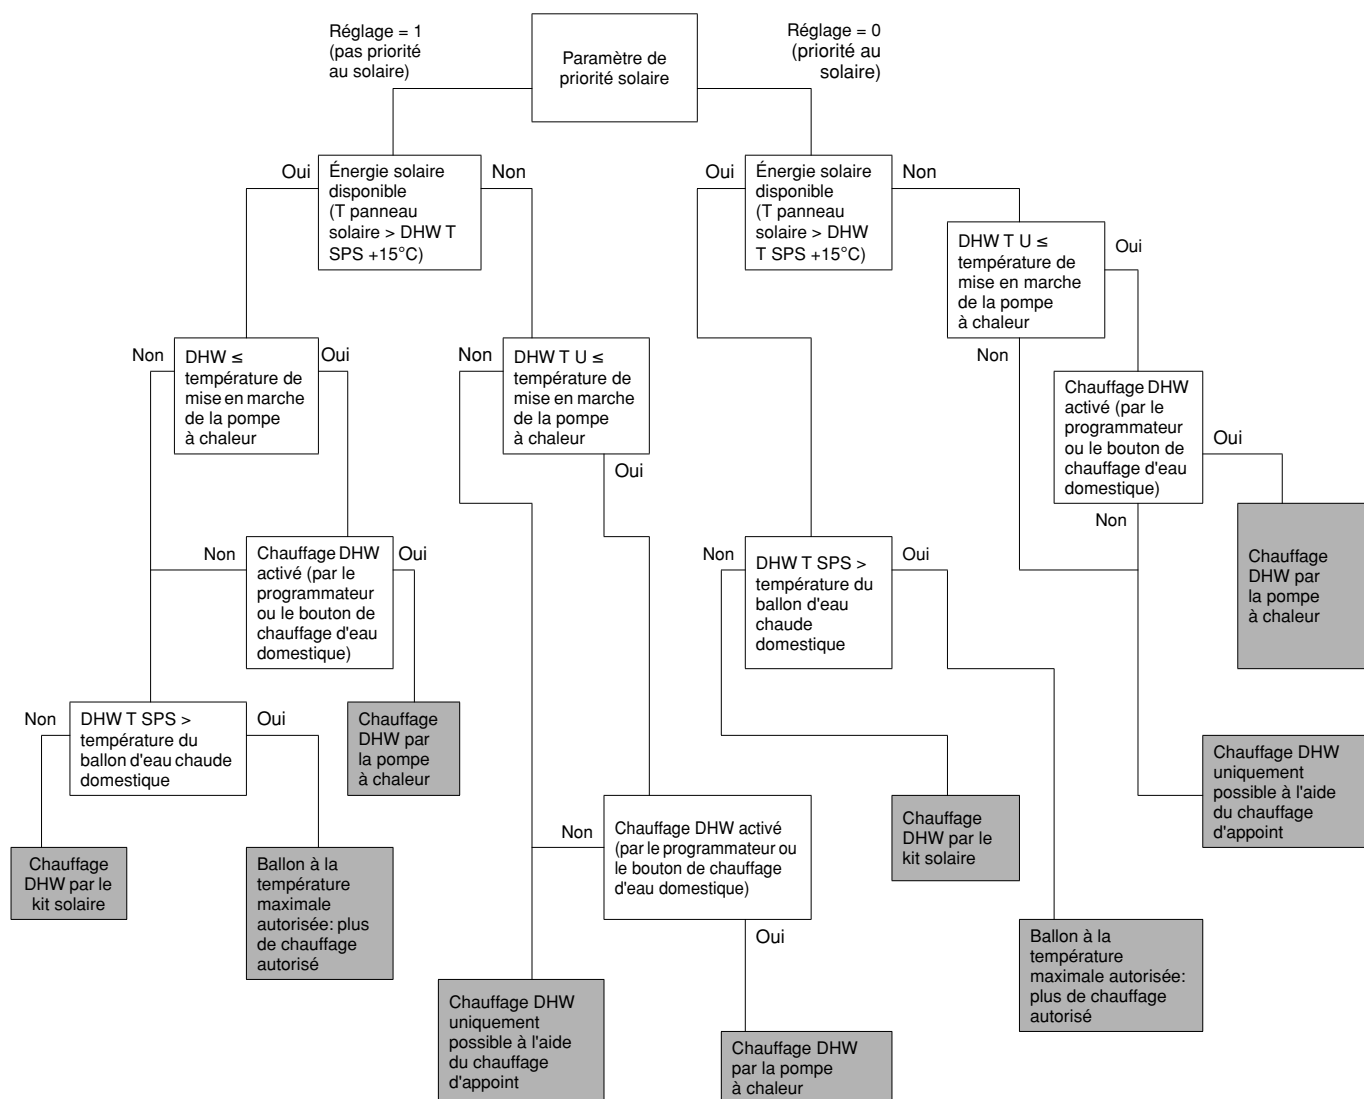 Réglage = 1
(pas priorité
au solaire)
Paramètre de
priorité solaire
Réglage = 0
(priorité au
solaire)
Oui
Énergie solaire
disponible
(T panneau
solaire > DHW T
SPS +15°C)
Non
Oui
Énergie solaire
disponible
(T panneau
solaire > DHW
T SPS +15°C)
Non
DHW T U ≤
température de
mise en marche
de la pompe
à chaleur
Oui
Non
Non
DHW ≤
température de
mise en marche
de la pompe
à chaleur
Oui
Non
DHW T U ≤
température de
mise en marche
de la pompe
à chaleur
Oui
Chauffage DHW
activé (par le
programmateur
ou le bouton de
chauffage d'eau
domestique)
Oui
Non
Non
Chauffage DHW
activé (par le
programmateur
ou le bouton de
chauffage d'eau
domestique)
Oui
Non
DHW T SPS >
température du
ballon d'eau
chaude
domestique
Oui
Chauffage
DHW par
la pompe
à chaleur
Non
DHW T SPS >
température du
ballon d'eau chaude
domestique
Oui
Chauffage
DHW par
la pompe
à chaleur
Chauffage DHW
uniquement
possible à l'aide
du chauffage
d'appoint
Non
Chauffage DHW activé
(par le programmateur ou
le bouton de chauffage
d'eau domestique)
Oui
Chauffage
DHW par le
kit solaire
Chauffage
DHW par le
kit solaire
Ballon à la
température
maximale
autorisée: plus
de chauffage
autorisé
Ballon à la
température
maximale autorisée:
plus de chauffage
autorisé
Chauffage DHW
uniquement
possible à l'aide
du chauffage
d'appoint
Chauffage DHW
par la pompe
à chaleur